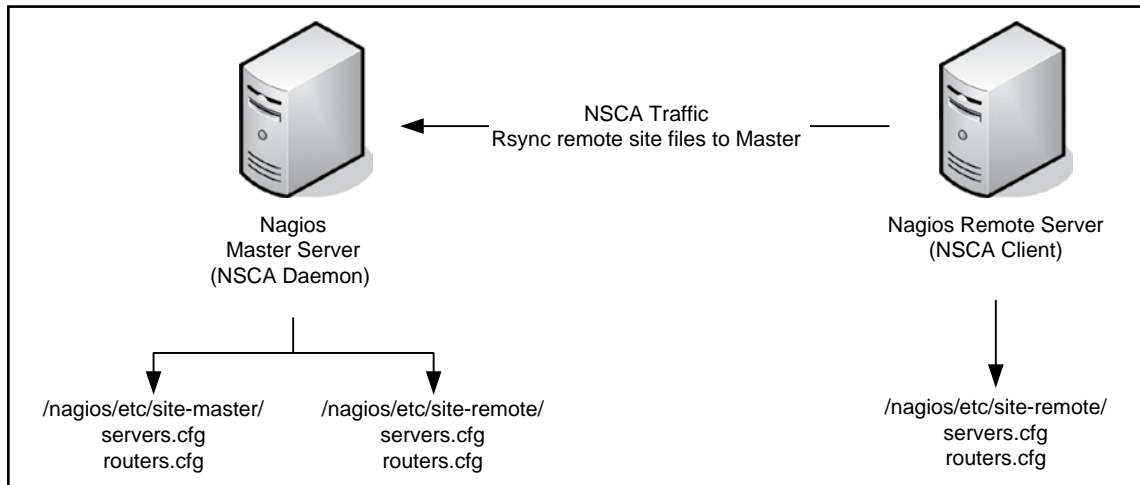 NSCA Traffic
Rsync remote site files to Master
Nagios
Master Server
(NSCA Daemon)
Nagios Remote Server
(NSCA Client)
/nagios/etc/site-master/
servers.cfg
routers.cfg
/nagios/etc/site-remote/
servers.cfg
routers.cfg
/nagios/etc/site-remote/
servers.cfg
routers.cfg